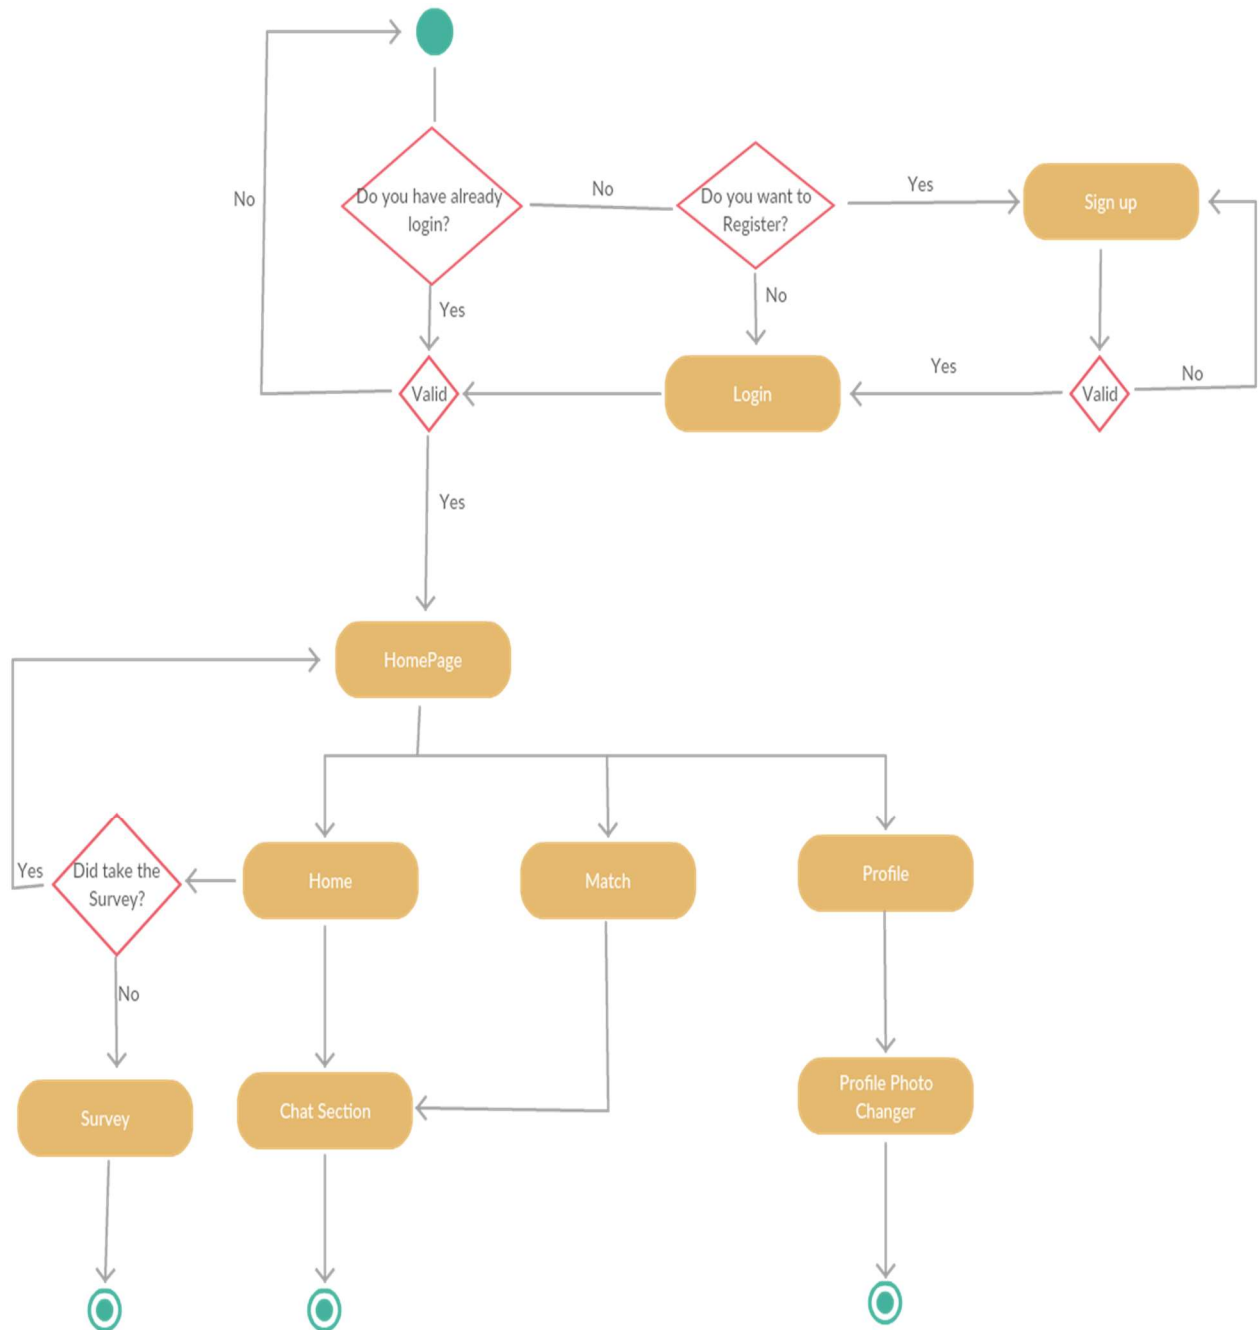 No
Do you have already
login?
No
Do you want to
Register?
Yes
Sign up
Yes
No
Valid
Login
Yes
Valid
No
Yes
HomePage
Yes
Did take the
Survey?
Home
Match
Profile
No
Survey
Chat Section
Profile Photo
Changer